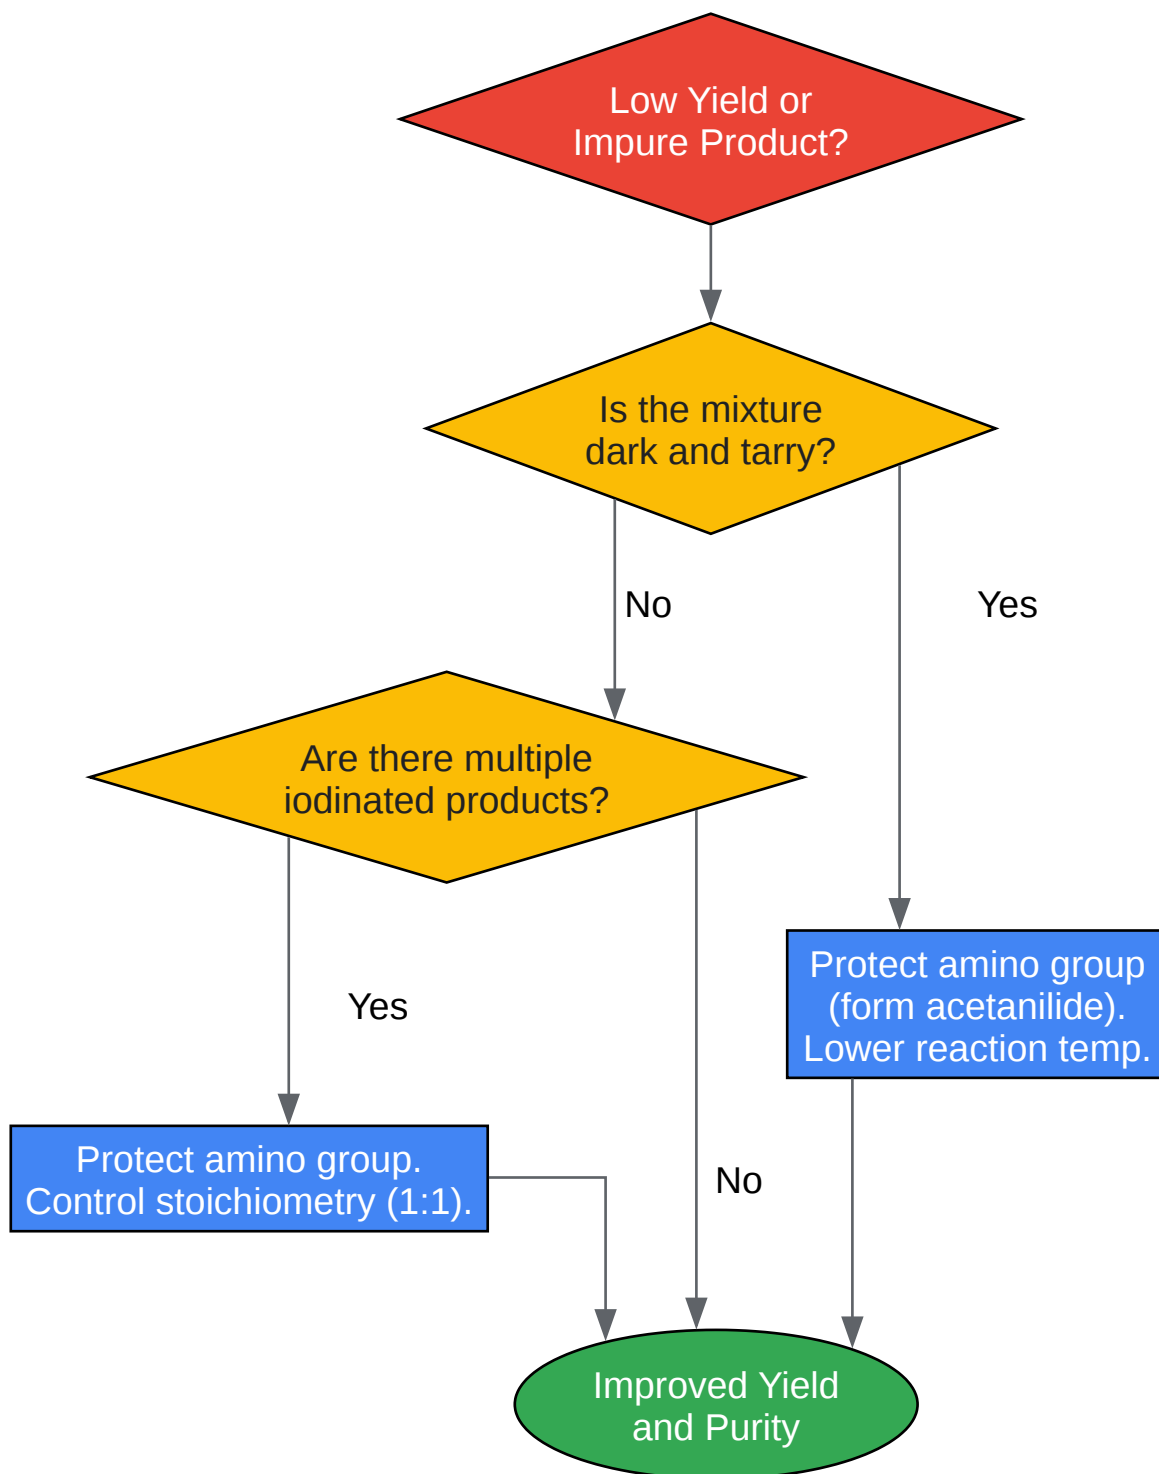 Low Yield or
Impure Product?
Is the mixture
dark and tarry?
No
Yes
Are there multiple
iodinated products?
Protect amino group
(form acetanilide).
Lower reaction temp.
Yes
Protect amino group.
Control stoichiometry (1:1).
No
Improved Yield
and Purity